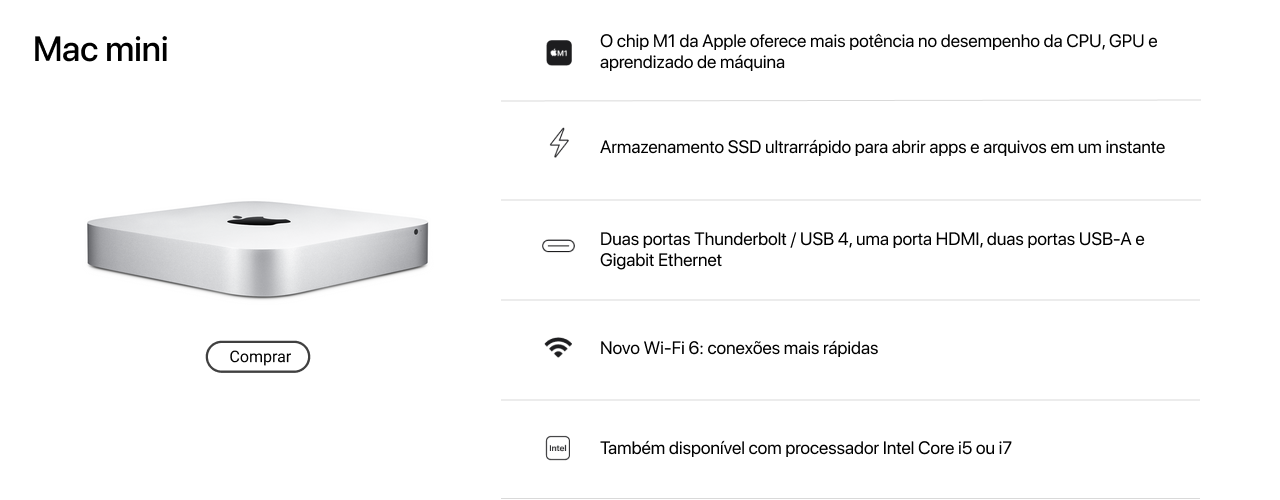 Mac mini
Comprar
M1
O chip M1 da Apple oferece mais potência no desempenho da CPU, GPU e
aprendizado de máquina
Armazenamento SSD ultrarrápido para abrir apps e arquivos em um instante
Duas portas Thunderbolt / USB 4, uma porta HDMI, duas portas USB-A e
Gigabit Ethernet
Novo Wi-Fi 6: conexões mais rápidas
Intel
Também disponível com processador Intel Core i5 ou i7